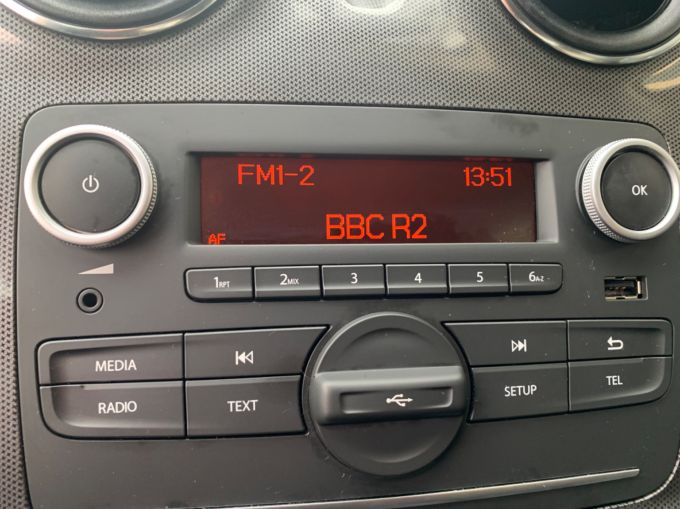 FM1-2 13:51
BBC R2
AF
OK
1RPT 2MIX 3 4 5 6A-Z
MEDIA
RADIO TEXT SETUP TEL